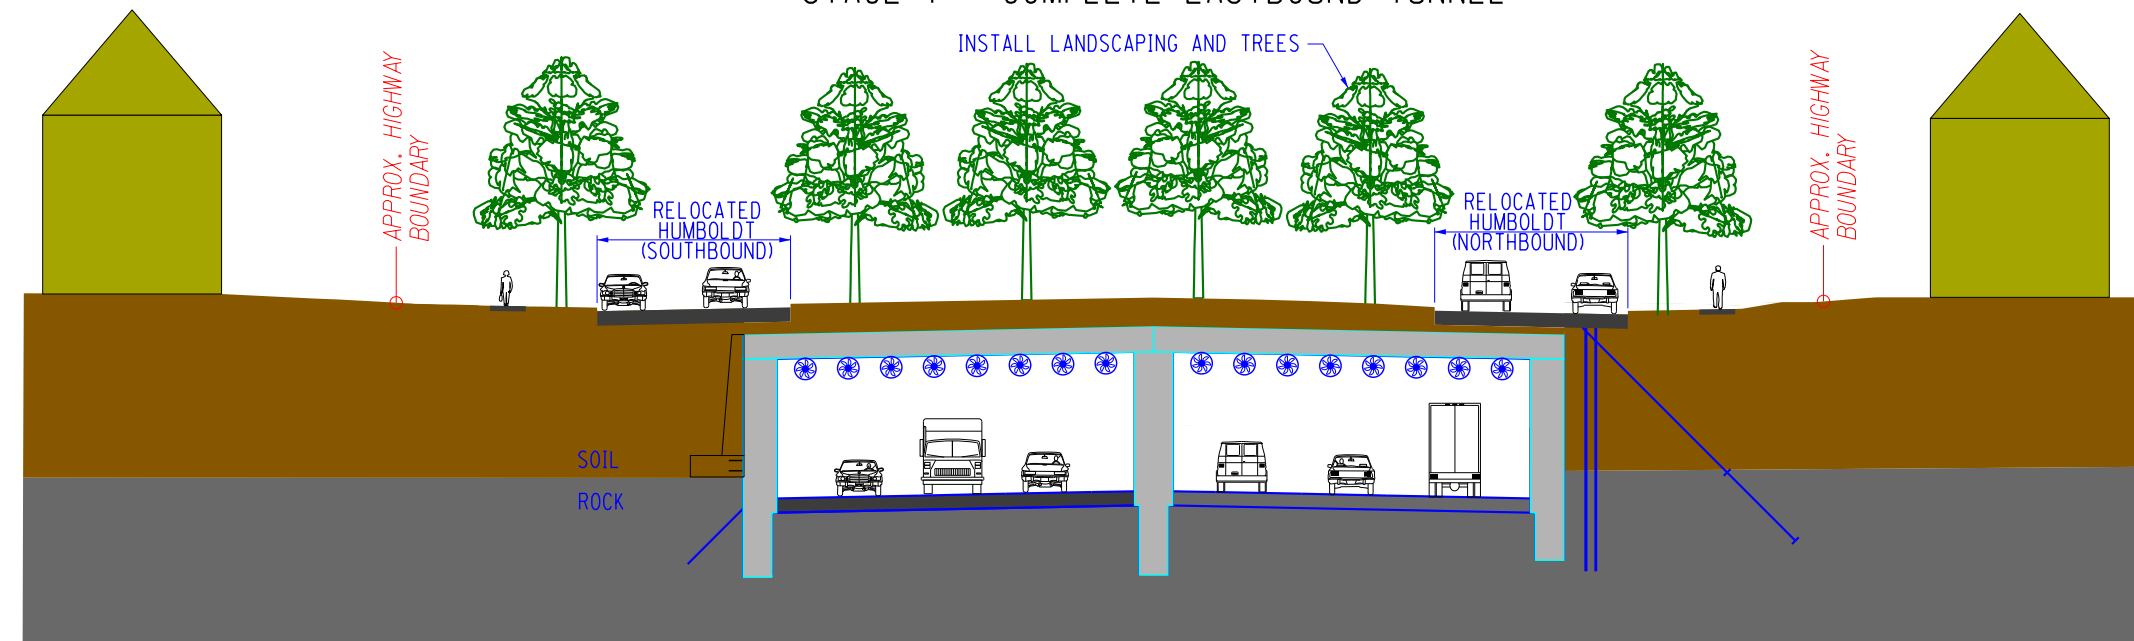 INSTALL LANDSCAPING AND TREES
APPROX. HIGHWAY
BOUNDARY
RELOCATED
HUMBOLDT
(SOUTHBOUND)
RELOCATED
HUMBOLDT
(NORTHBOUND)
APPROX. HIGHWAY
BOUNDARY
SOIL
ROCK